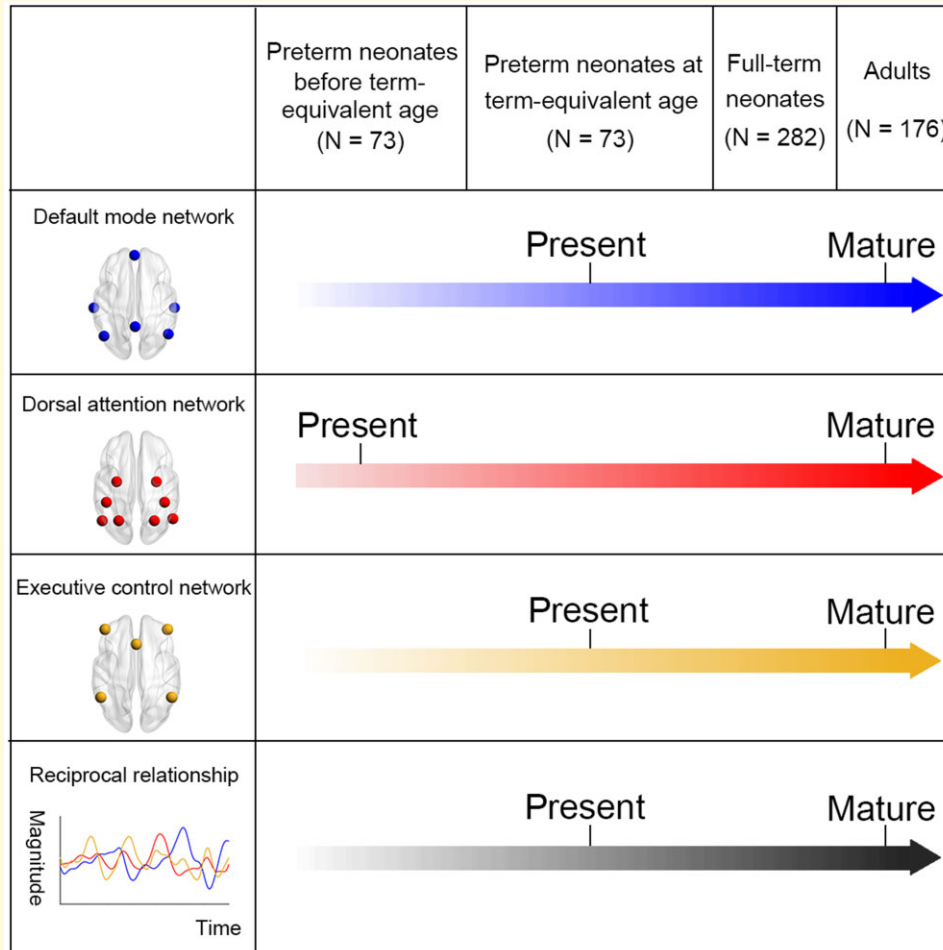 Preterm neonates
before term-
equivalent age
(N = 73)
Preterm neonates at
term-equivalent age
(N = 73)
Full-term
neonates
(N = 282)
Adults
(N = 176)
Default mode network
Present
Mature
Dorsal attention network
Present
Mature
Executive control network
Present
Mature
Reciprocal relationship
Magnitude
Time
Present
Mature